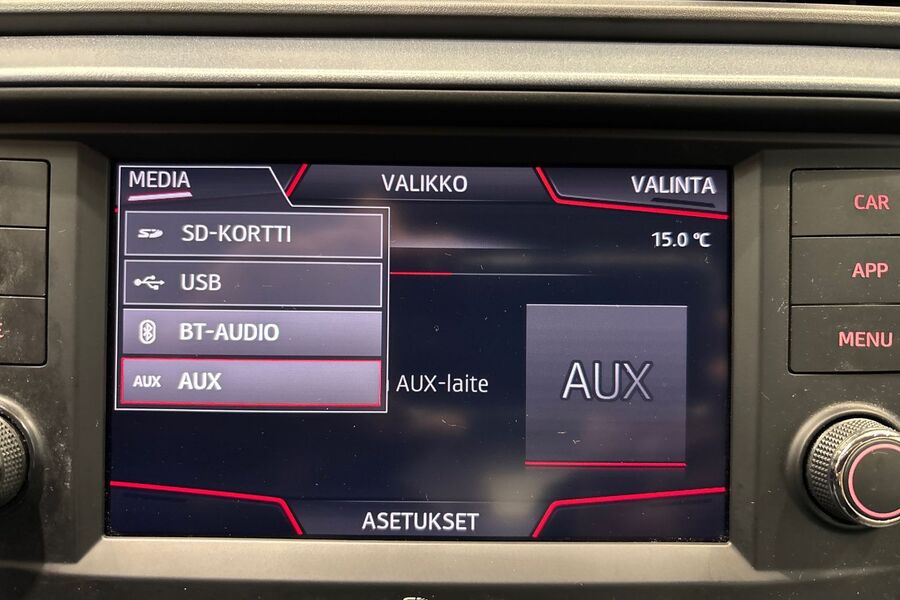 MEDIA
VALIKKO
VALINTA
SD-KORTTI
15.0 °C
USB
BT-AUDIO
AUX AUX
AUX-laite
AUX
ASETUKSET
CAR
APP
MENU